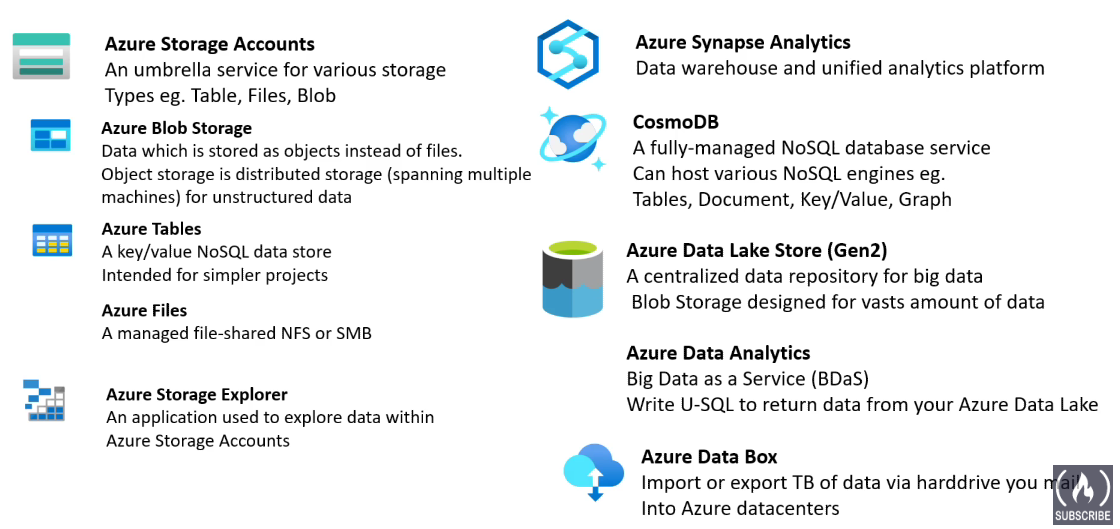 Azure Storage Accounts
An umbrella service for various storage
Types eg. Table, Files, Blob
Azure Blob Storage
Data which is stored as objects instead of files.
Object storage is distributed storage (spanning multiple
machines) for unstructured data
Azure Tables
A key/value NoSQL data store
Intended for simpler projects
Azure Files
A managed file-shared NFS or SMB
Azure Storage Explorer
An application used to explore data within
Azure Storage Accounts
Azure Synapse Analytics
Data warehouse and unified analytics platform
CosmoDB
A fully-managed NoSQL database service
Can host various NoSQL engines eg.
Tables, Document, Key/Value, Graph
Azure Data Lake Store (Gen2)
A centralized data repository for big data
Blob Storage designed for vasts amount of data
Azure Data Analytics
Big Data as a Service (BDaS)
Write U-SQL to return data from your Azure Data Lake
Azure Data Box
Import or export TB of data via harddrive you mail
Into Azure datacenters
SUBSCRIBE